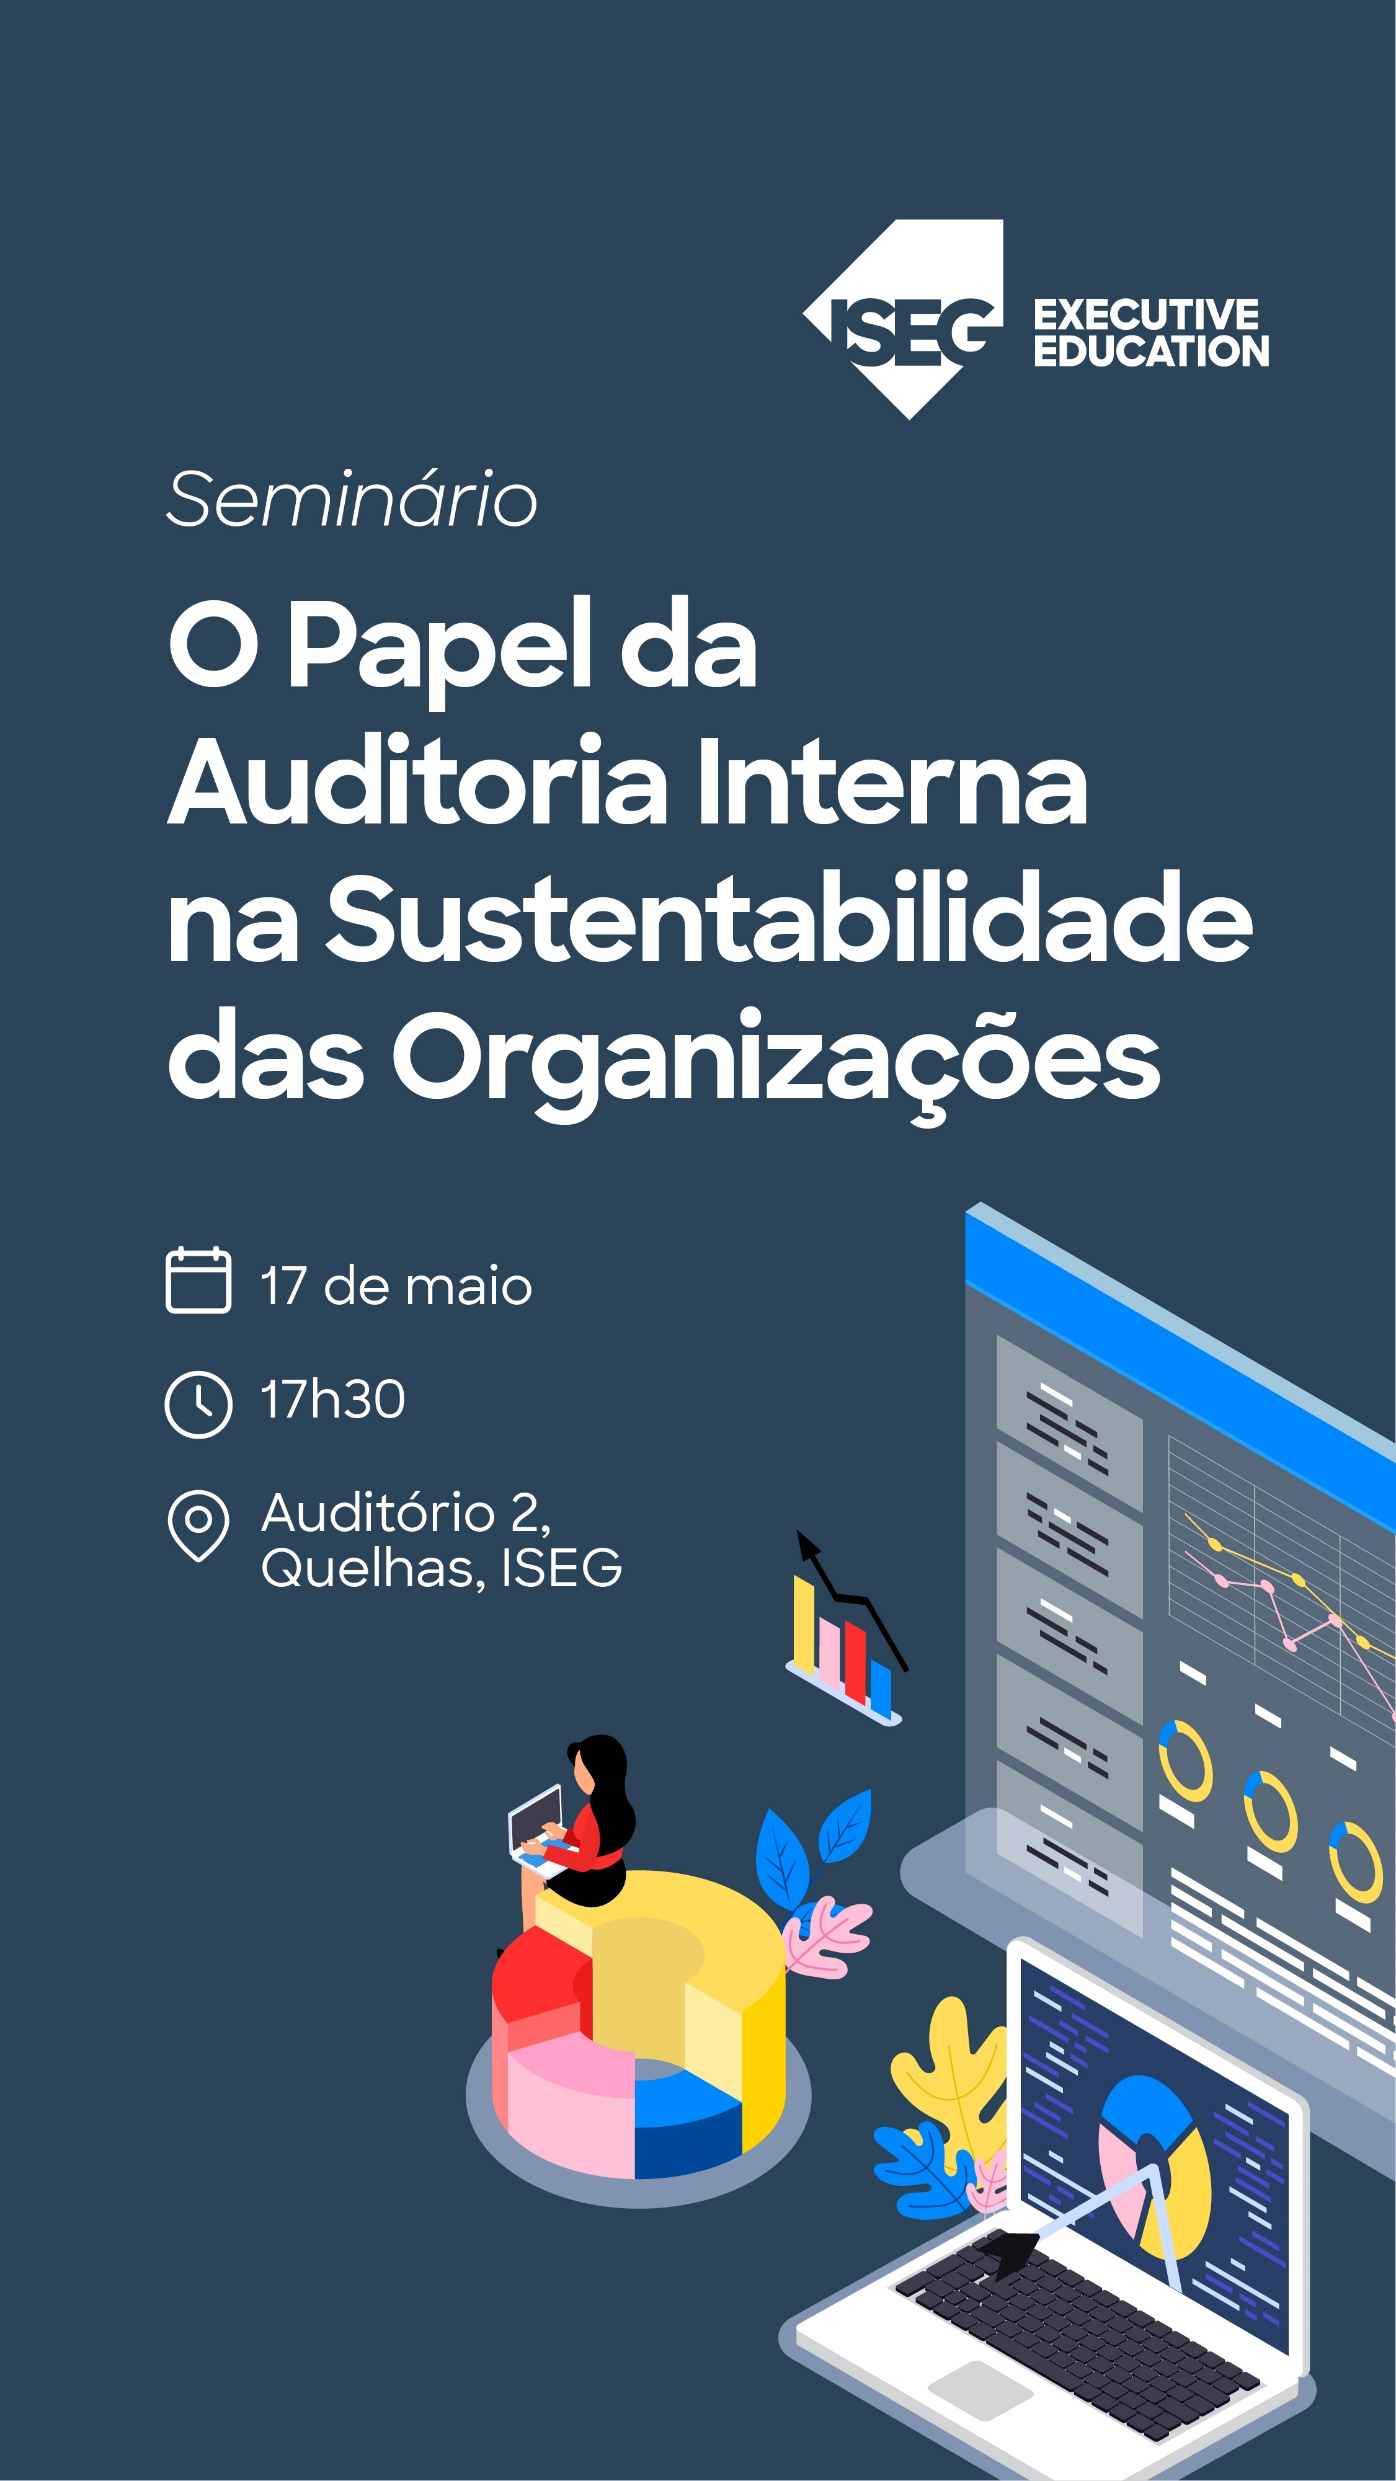 ISEG
EXECUTIVE
EDUCATION
Seminário
O Papel da
Auditoria Interna
na Sustentabilidade
das Organizações
17 de maio
17h30
Auditório 2,
Quelhas, ISEG